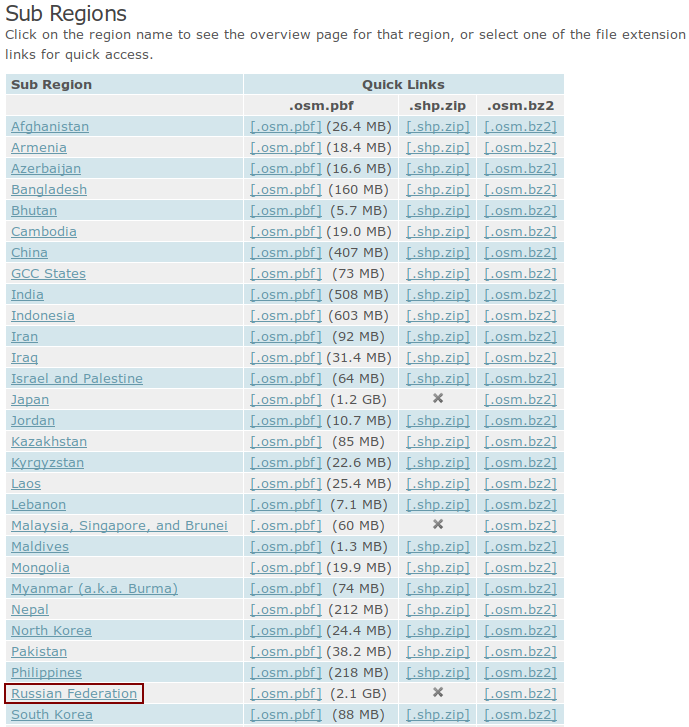 Sub Regions
Click on the region name to see the overview page for that region, or select one of the file extension
links for quick access.
Sub Region Quick Links
.osm.pbf .shp.zip .osm.bz2
Afghanistan [.osm.pbf] (26.4 MB) [.shp.zip] [.osm.bz2]
Armenia [.osm.pbf] (18.4 MB) [.shp.zip] [.osm.bz2]
Azerbaijan [.osm.pbf] (16.6 MB) [.shp.zip] [.osm.bz2]
Bangladesh [.osm.pbf] (160 MB) [.shp.zip] [.osm.bz2]
Bhutan [.osm.pbf] (5.7 MB) [.shp.zip] [.osm.bz2]
Cambodia [.osm.pbf] (19.0 MB) [.shp.zip] [.osm.bz2]
China [.osm.pbf] (407 MB) [.shp.zip] [.osm.bz2]
GCC States [.osm.pbf] (73 MB) [.shp.zip] [.osm.bz2]
India [.osm.pbf] (508 MB) [.shp.zip] [.osm.bz2]
Indonesia [.osm.pbf] (603 MB) [.shp.zip] [.osm.bz2]
Iran [.osm.pbf] (92 MB) [.shp.zip] [.osm.bz2]
Iraq [.osm.pbf] (31.4 MB) [.shp.zip] [.osm.bz2]
Israel and Palestine [.osm.pbf] (64 MB) [.shp.zip] [.osm.bz2]
Japan [.osm.pbf] (1.2 GB) ✖ [.osm.bz2]
Jordan [.osm.pbf] (10.7 MB) [.shp.zip] [.osm.bz2]
Kazakhstan [.osm.pbf] (85 MB) [.shp.zip] [.osm.bz2]
Kyrgyzstan [.osm.pbf] (22.6 MB) [.shp.zip] [.osm.bz2]
Laos [.osm.pbf] (25.4 MB) [.shp.zip] [.osm.bz2]
Lebanon [.osm.pbf] (7.1 MB) [.shp.zip] [.osm.bz2]
Malaysia, Singapore, and Brunei [.osm.pbf] (60 MB) ✖ [.osm.bz2]
Maldives [.osm.pbf] (1.3 MB) [.shp.zip] [.osm.bz2]
Mongolia [.osm.pbf] (19.9 MB) [.shp.zip] [.osm.bz2]
Myanmar (a.k.a. Burma) [.osm.pbf] (74 MB) [.shp.zip] [.osm.bz2]
Nepal [.osm.pbf] (212 MB) [.shp.zip] [.osm.bz2]
North Korea [.osm.pbf] (24.4 MB) [.shp.zip] [.osm.bz2]
Pakistan [.osm.pbf] (38.2 MB) [.shp.zip] [.osm.bz2]
Philippines [.osm.pbf] (218 MB) [.shp.zip] [.osm.bz2]
Russian Federation [.osm.pbf] (2.1 GB) ✖ [.osm.bz2]
South Korea [.osm.pbf] (88 MB) [.shp.zip] [.osm.bz2]